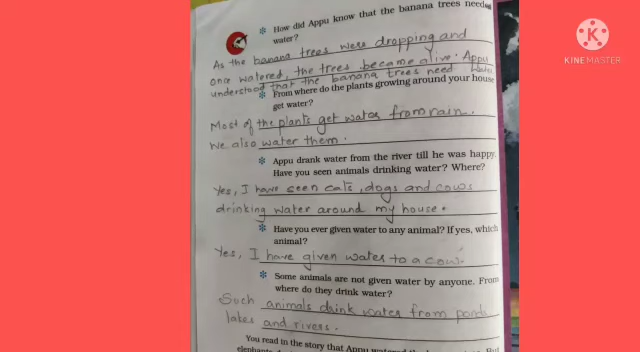 * How did Appu know that the banana trees needed
water?
As the banana trees were dropping and
once watered, the trees became alive. Appu
understood that the banana trees need water
* From where do the plants growing around your house
get water?
Most of the plants get water from rain.
We also water them.
* Appu drank water from the river till he was happy.
Have you seen animals drinking water? Where?
Yes, I have seen cats, dogs and cows
drinking water around my house.
* Have you ever given water to any animal? If yes, which
animal?
Yes, I have given water to a cow.
* Some animals are not given water by anyone. From
where do they drink water?
Such animals drink water from ponds
lakes and rivers.
You read in the story that Appu watered the
elephants
KINEMASTER